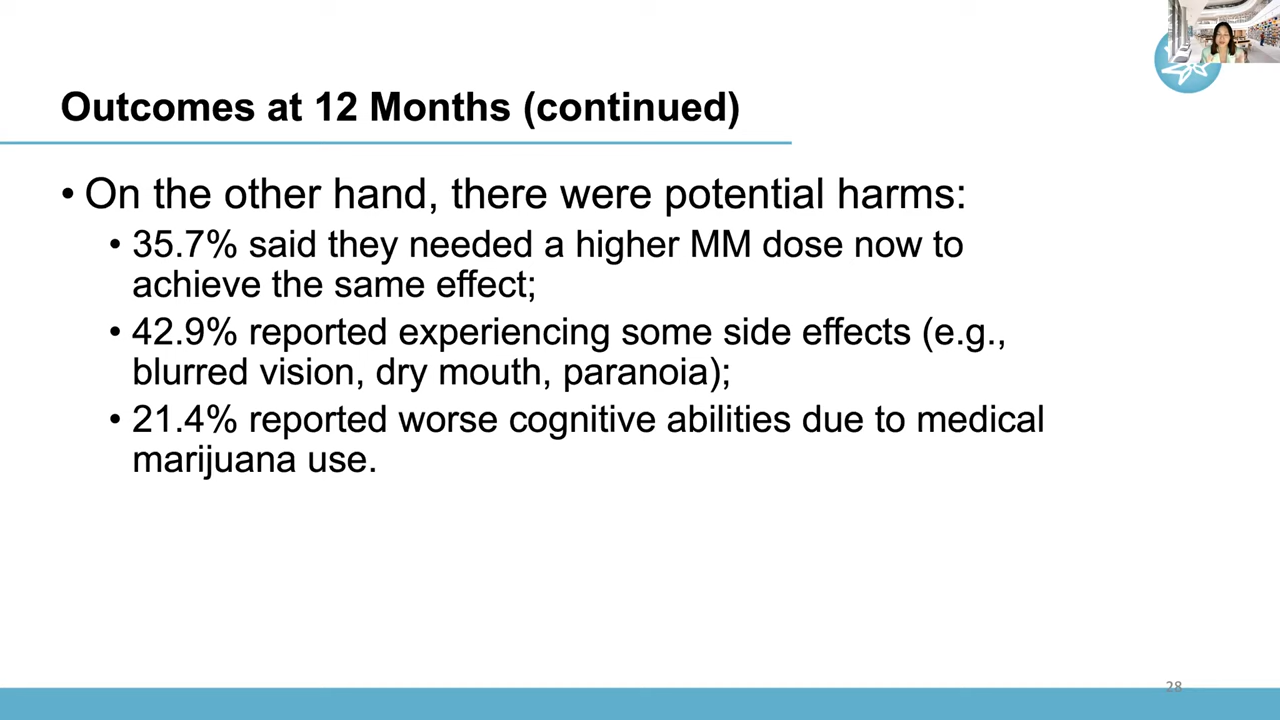 Outcomes at 12 Months (continued)
• On the other hand, there were potential harms:
• 35.7% said they needed a higher MM dose now to
achieve the same effect;
• 42.9% reported experiencing some side effects (e.g.,
blurred vision, dry mouth, paranoia);
• 21.4% reported worse cognitive abilities due to medical
marijuana use.
28